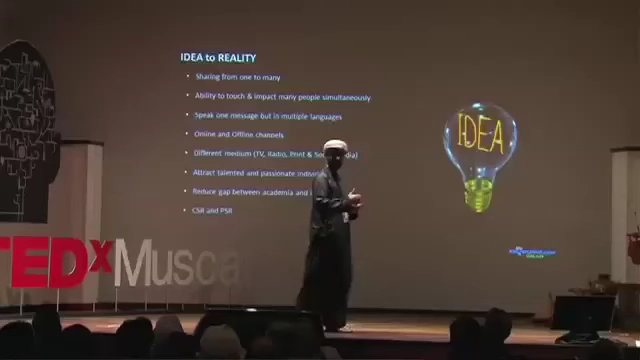 IDEA to REALITY
• Sharing from one to many
• Ability to touch & impact many people simultaneously
• Speak one message but in multiple languages
• Online and Offline channels
• Different medium (TV, Radio, Print & So
• Attract talented and passionate
• Reduce gap between academia and
• CSR and PSR
IDEA
TEDxMusca